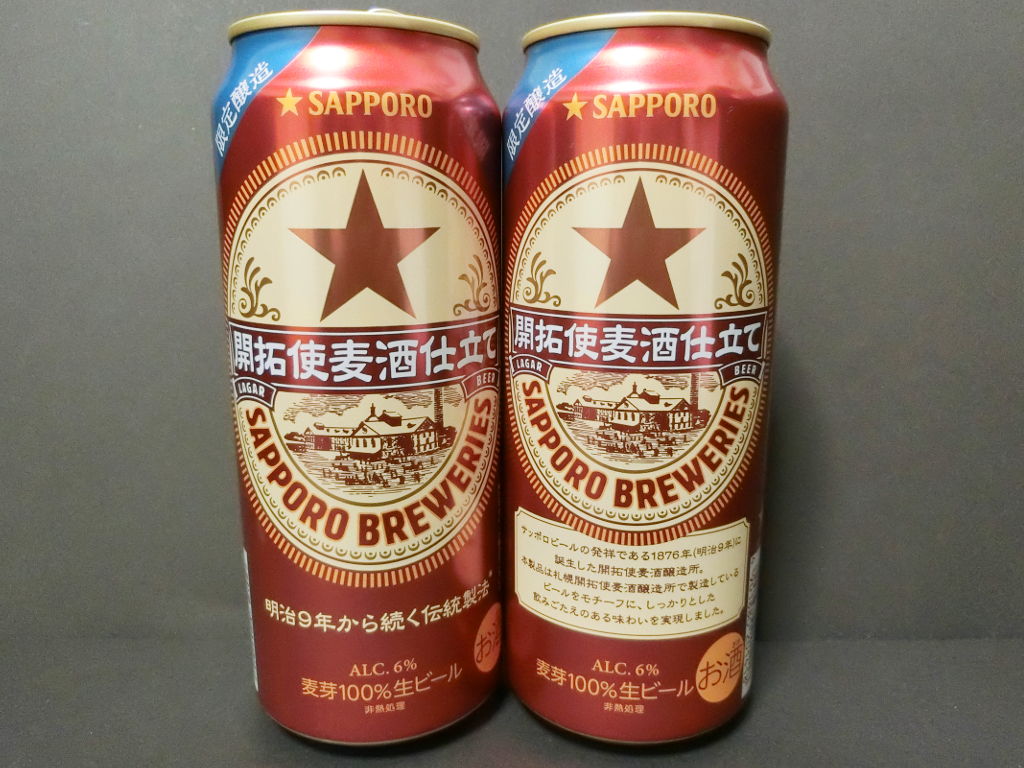 限定醸造
SAPPORO
開拓使麦酒仕立て
LAGAR BEER
SAPPORO BREWERIES
明治9年から続く伝統製法*
お酒
ALC. 6%
麦芽100%生ビール
非熱処理
限定醸造
SAPPORO
開拓使麦酒仕立て
LAGAR BEER
SAPPORO BREWERIES
サッポロビールの発祥である1876年(明治9年)に
誕生した開拓使麦酒醸造所。
本製品は札幌開拓使麦酒醸造所で製造している
ビールをモチーフに、しっかりとした
飲みごたえのある味わいを実現しました。
ALC. 6%
麦芽100%生ビール
非熱処理
お酒